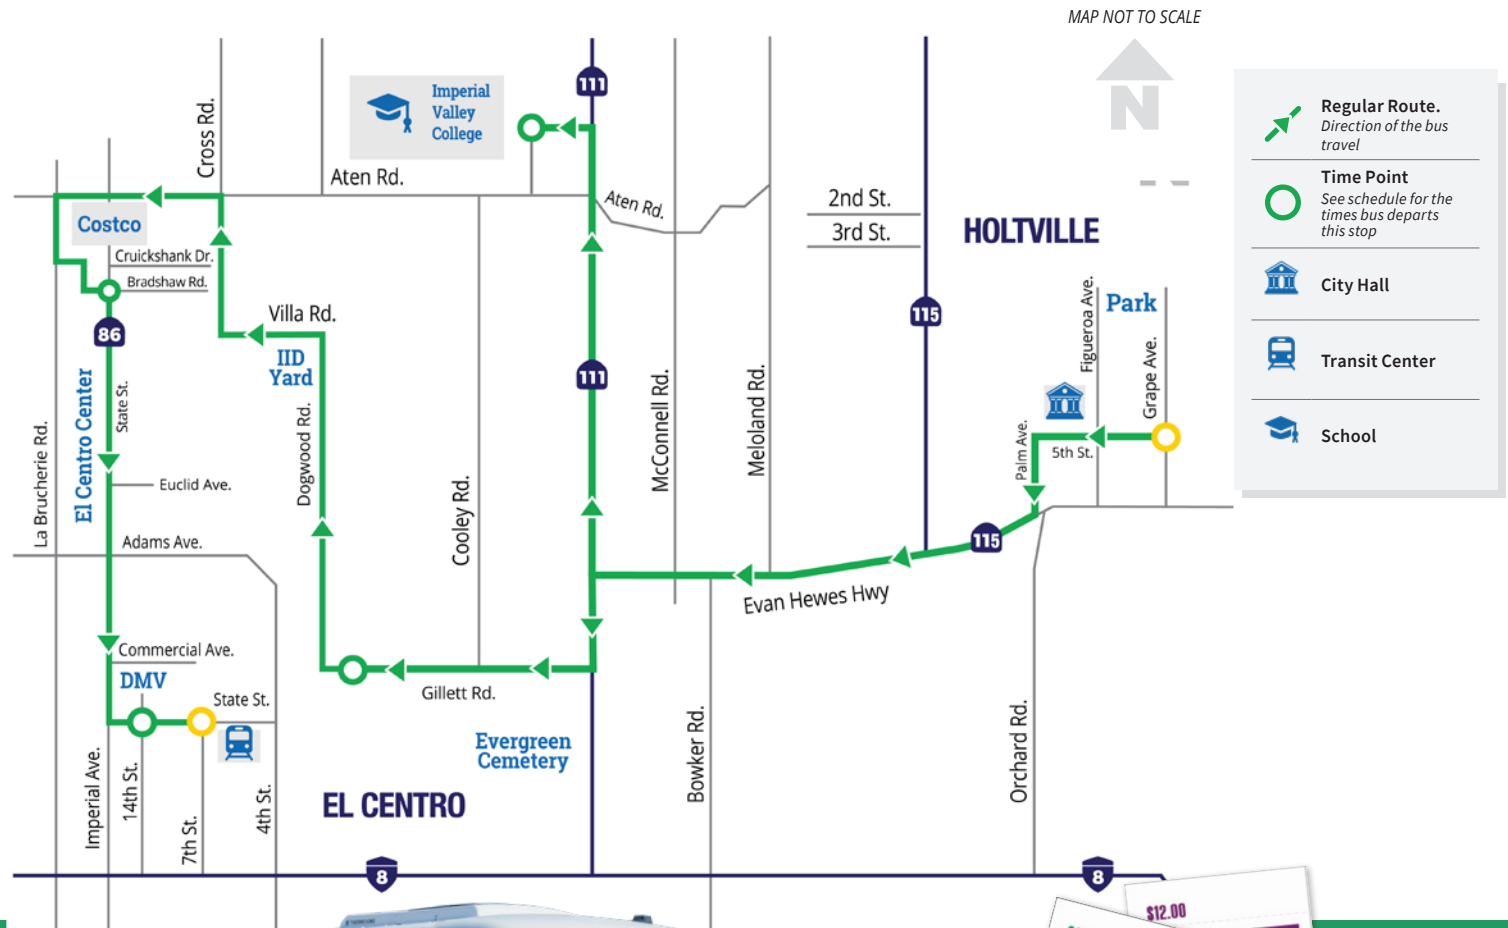 MAP NOT TO SCALE
N
Regular Route.
Direction of the bus
travel
Time Point
See schedule for the
times bus departs
this stop
City Hall
Transit Center
School
111
Imperial
Valley
College
Cross Rd.
Aten Rd.
Aten Rd.
2nd St.
3rd St.
HOLTVILLE
Costco
Cruickshank Dr.
Bradshaw Rd.
86
Villa Rd.
IID
Yard
115
Figueroa Ave.
Park
Grape Ave.
111
El Centro Center
State St.
La Brucherie Rd.
Dogwood Rd.
Cooley Rd.
McConnell Rd.
Meloland Rd.
Palm Ave.
5th St.
Euclid Ave.
Adams Ave.
115
Evan Hewes Hwy
Commercial Ave.
DMV
State St.
Gillett Rd.
Evergreen
Cemetery
Imperial Ave.
14th St.
7th St.
4th St.
EL CENTRO
Bowker Rd.
Orchard Rd.
8
8
$12.00